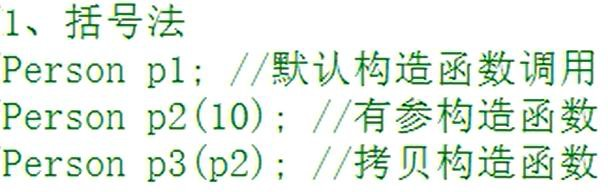 /1、括号法
/Person p1; //默认构造函数调用
/Person p2(10); //有参构造函数
/Person p3(p2); //拷贝构造函数